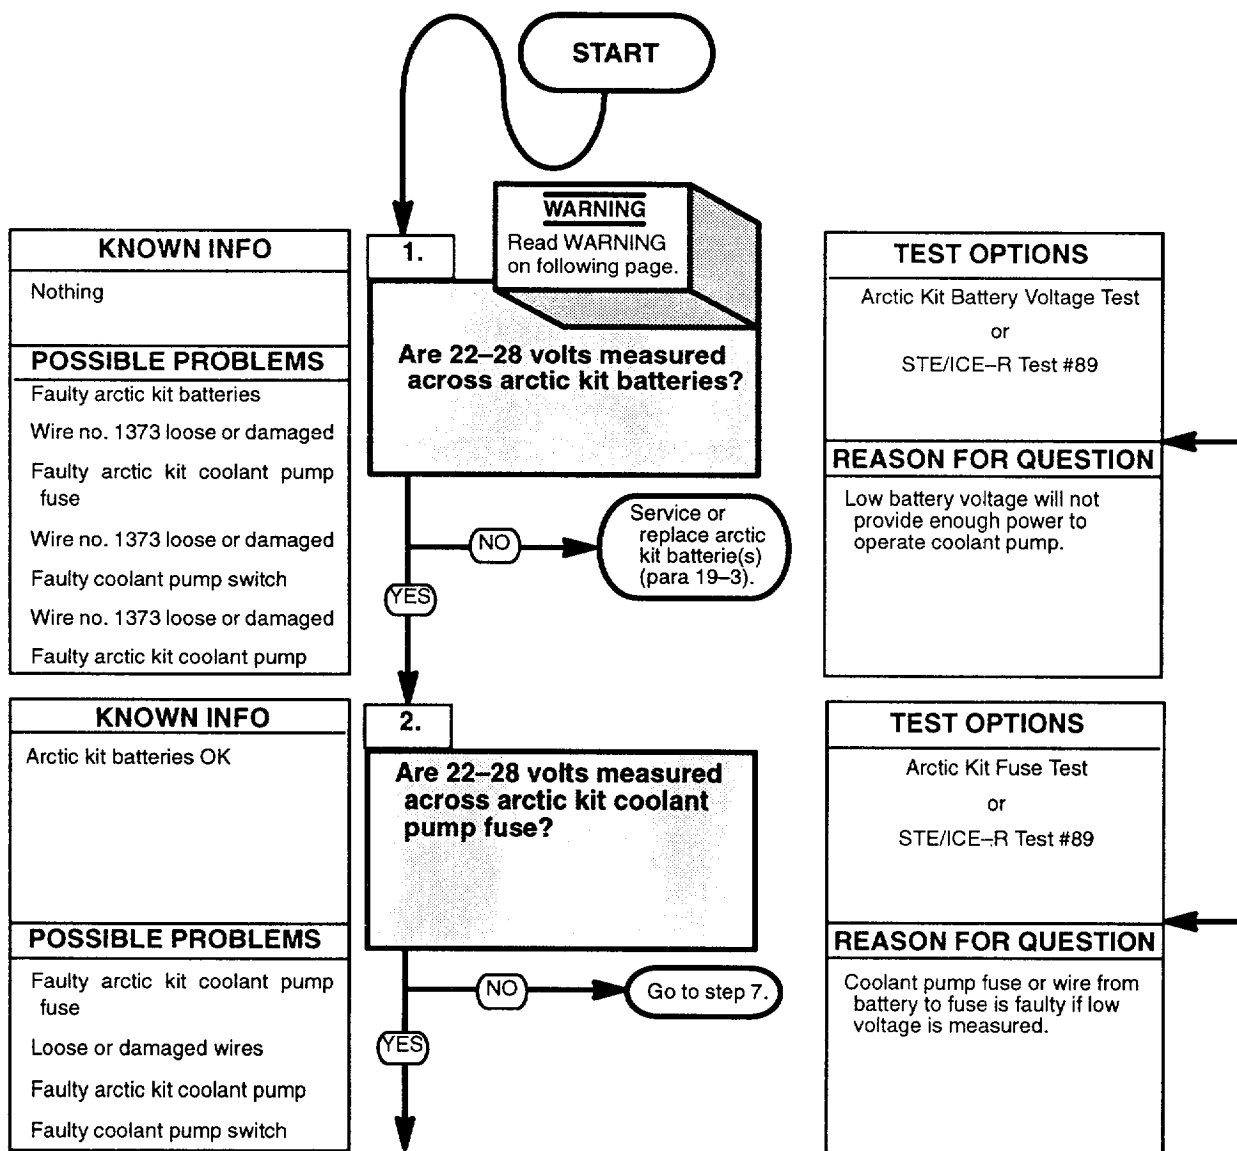 START
WARNING
Read WARNING
on following page.
KNOWN INFO
Nothing
POSSIBLE PROBLEMS
Faulty arctic kit batteries
Wire no. 1373 loose or damaged
Faulty arctic kit coolant pump
fuse
Wire no. 1373 loose or damaged
Faulty coolant pump switch
Wire no. 1373 loose or damaged
Faulty arctic kit coolant pump
1.
Are 22–28 volts measured
across arctic kit batteries?
NO
Service or
replace arctic
kit batterie(s)
(para 19–3).
YES
TEST OPTIONS
Arctic Kit Battery Voltage Test
or
STE/ICE–R Test #89
REASON FOR QUESTION
Low battery voltage will not
provide enough power to
operate coolant pump.
KNOWN INFO
Arctic kit batteries OK
POSSIBLE PROBLEMS
Faulty arctic kit coolant pump
fuse
Loose or damaged wires
Faulty arctic kit coolant pump
Faulty coolant pump switch
2.
Are 22–28 volts measured
across arctic kit coolant
pump fuse?
NO
Go to step 7.
YES
TEST OPTIONS
Arctic Kit Fuse Test
or
STE/ICE–R Test #89
REASON FOR QUESTION
Coolant pump fuse or wire from
battery to fuse is faulty if low
voltage is measured.